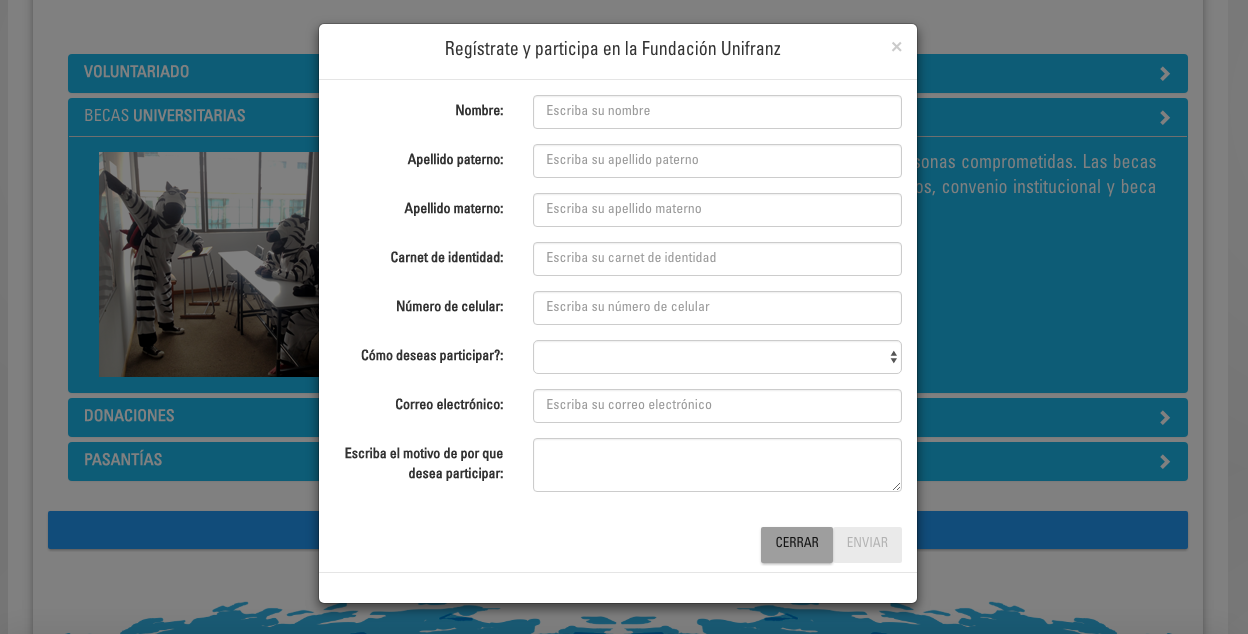 Regístrate y participa en la Fundación Unifranz
×
VOLUNTARIADO
BECAS UNIVERSITARIAS
sonas comprometidas. Las becas
os, convenio institucional y beca
DONACIONES
PASANTÍAS
Nombre: Escriba su nombre
Apellido paterno: Escriba su apellido paterno
Apellido materno: Escriba su apellido materno
Carnet de identidad: Escriba su carnet de identidad
Número de celular: Escriba su número de celular
Cómo deseas participar?:
Correo electrónico: Escriba su correo electrónico
Escriba el motivo de por que
desea participar:
CERRAR ENVIAR